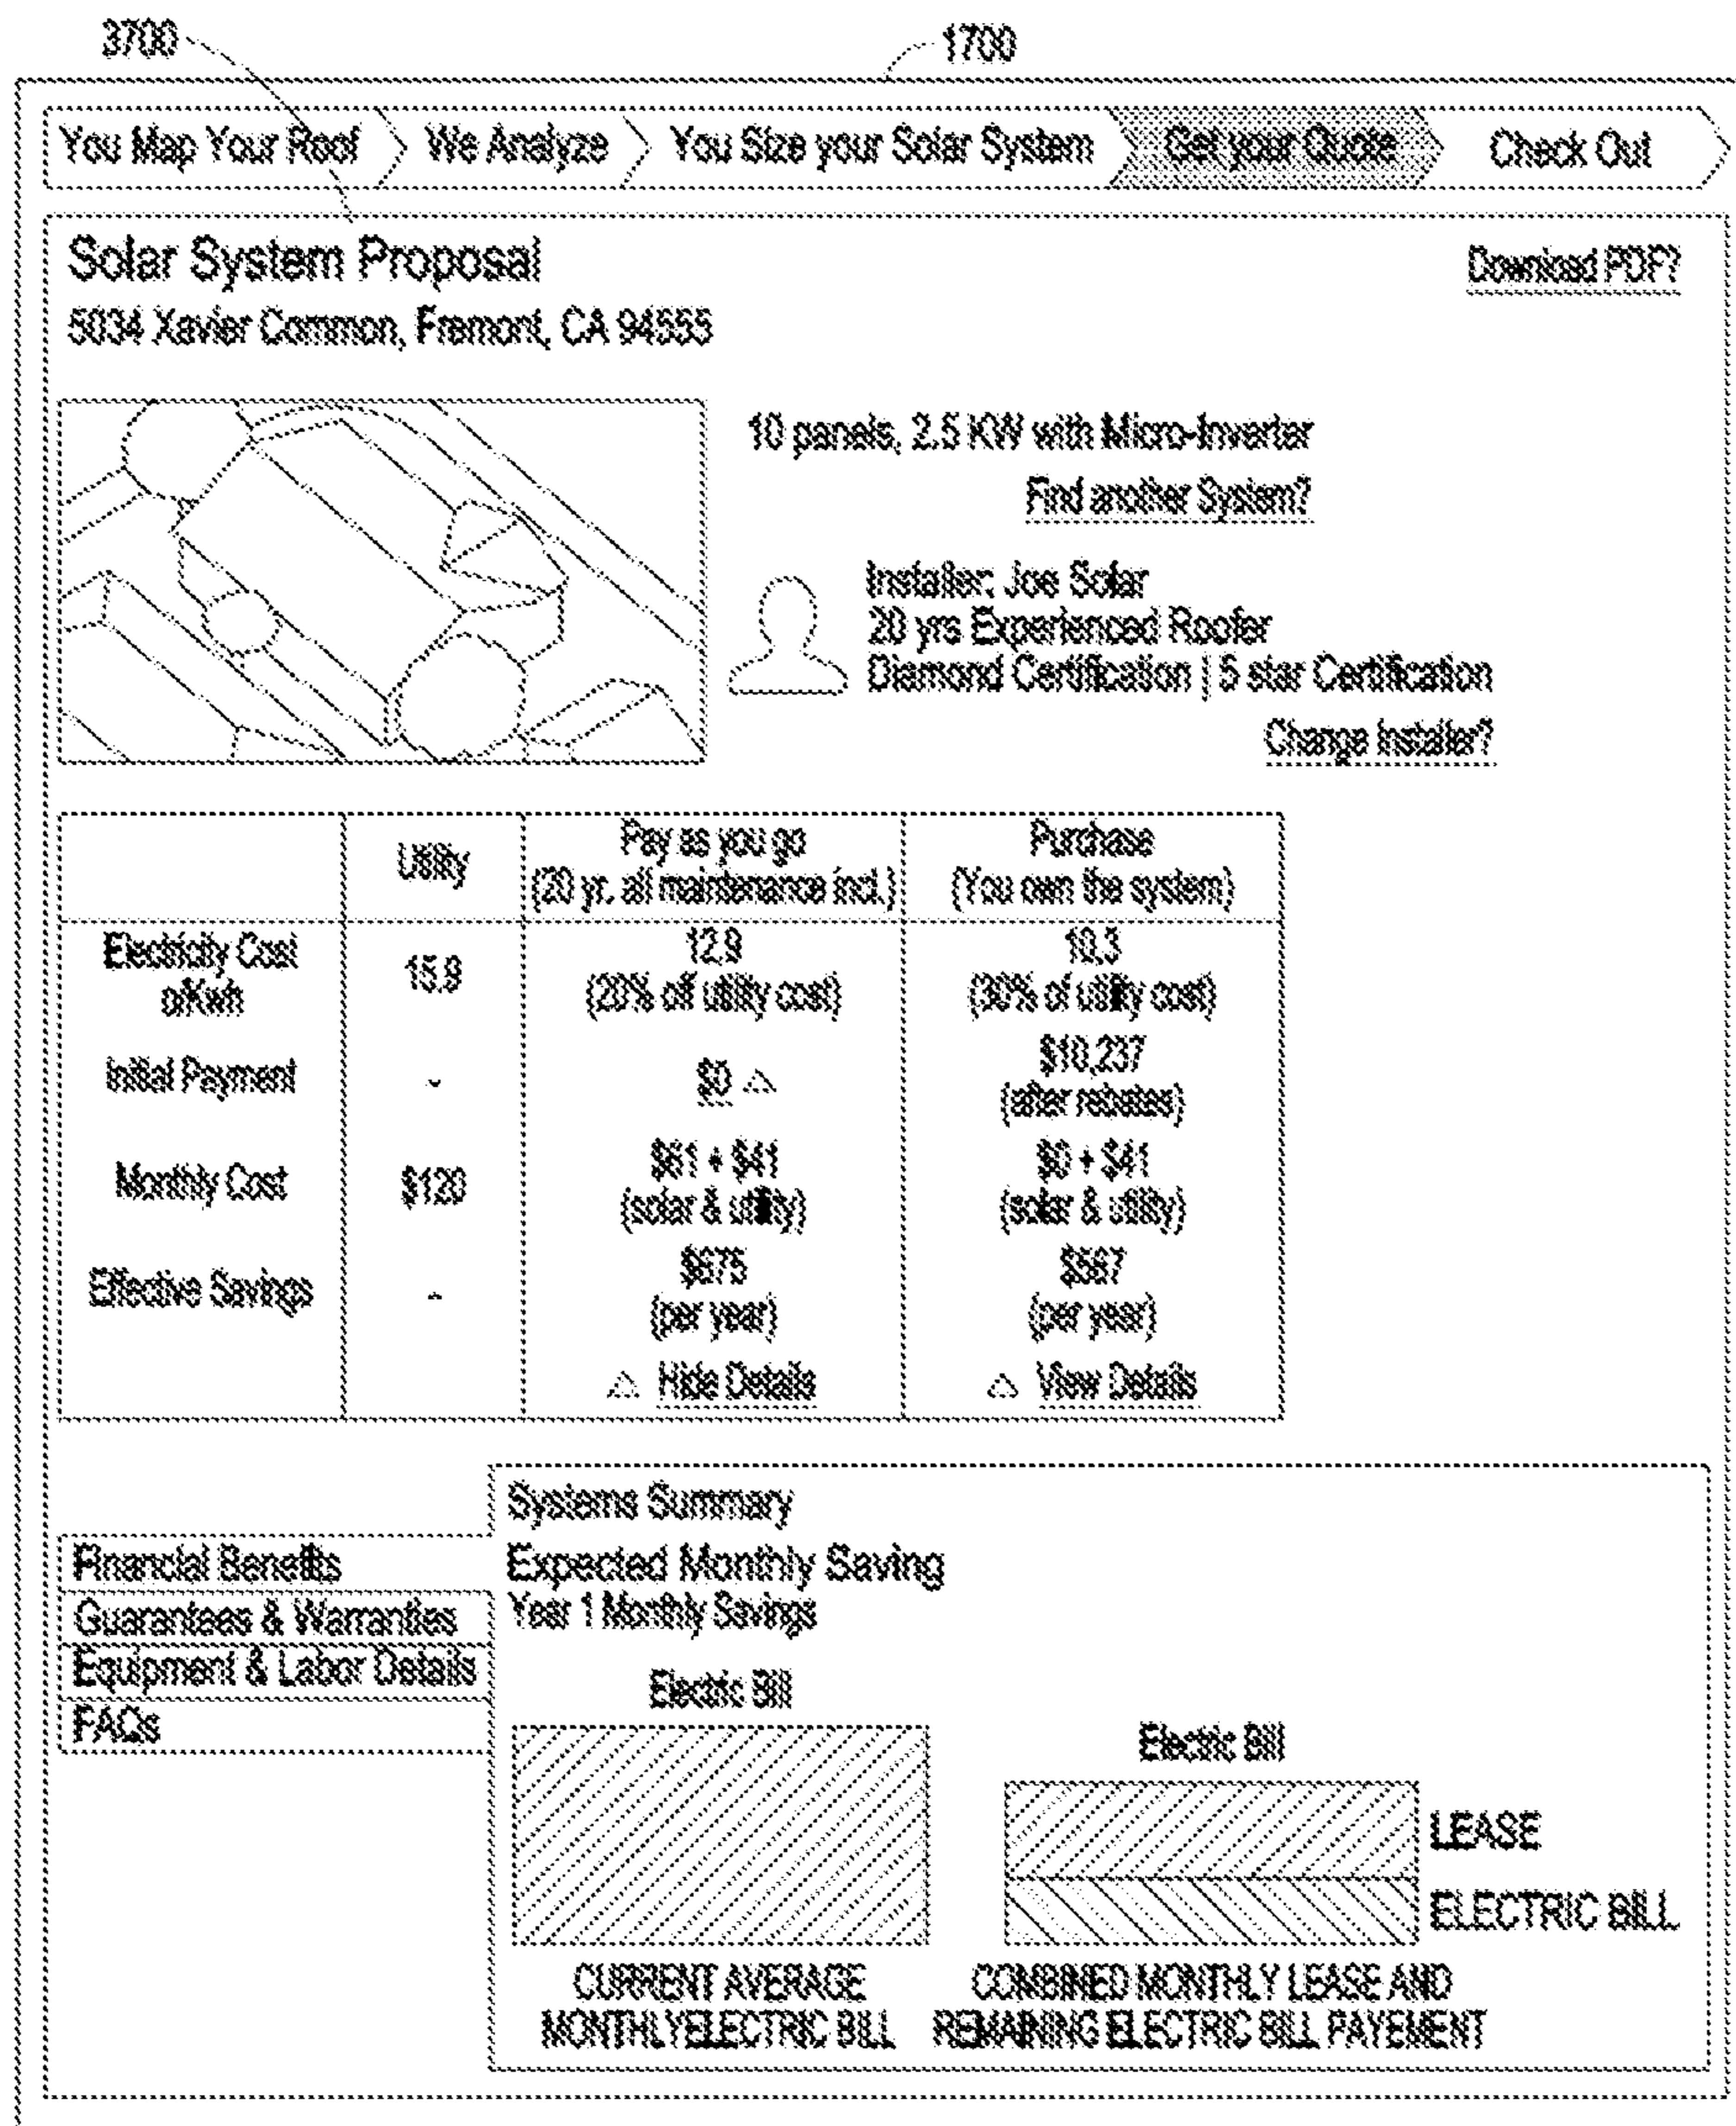 3700
1700
You Map Your Roof
We Analyze
You Size your Solar System
Get your Quote
Check Out
Solar System Proposal
Download PDF?
5034 Xavier Common, Fremont, CA 94555
10 panels, 2.5 KW with Micro-Inverter
Find another System?
Installer: Joe Solar
20 yrs Experienced Roofer
Diamond Certification | 5 star Certification
Change Installer?
Utility
Pay as you go
(20 yr. all maintenance incl.)
Purchase
(You own the system)
Electricity Cost
15.9
12.9
(20% off utility cost)
10.3
(30% of utility cost)
Initial Payment
-
$0 △
$10,237
(after rebates)
Monthly Cost
$120
$61 + $41
(solar & utility)
$0 + $41
(solar & utility)
Effective Savings
-
$675
(per year)
$567
(per year)
△ Hide Details
△ View Details
Systems Summary
Financial Benefits
Guarantees & Warranties
Equipment & Labor Details
FAQs
Expected Monthly Saving
Year 1 Monthly Savings
Electric Bill
Electric Bill
LEASE
ELECTRIC BILL
CURRENT AVERAGE
MONTHLYELECTRIC BILL
COMBINED MONTHLY LEASE AND
REMAINING ELECTRIC BILL PAYEMENT